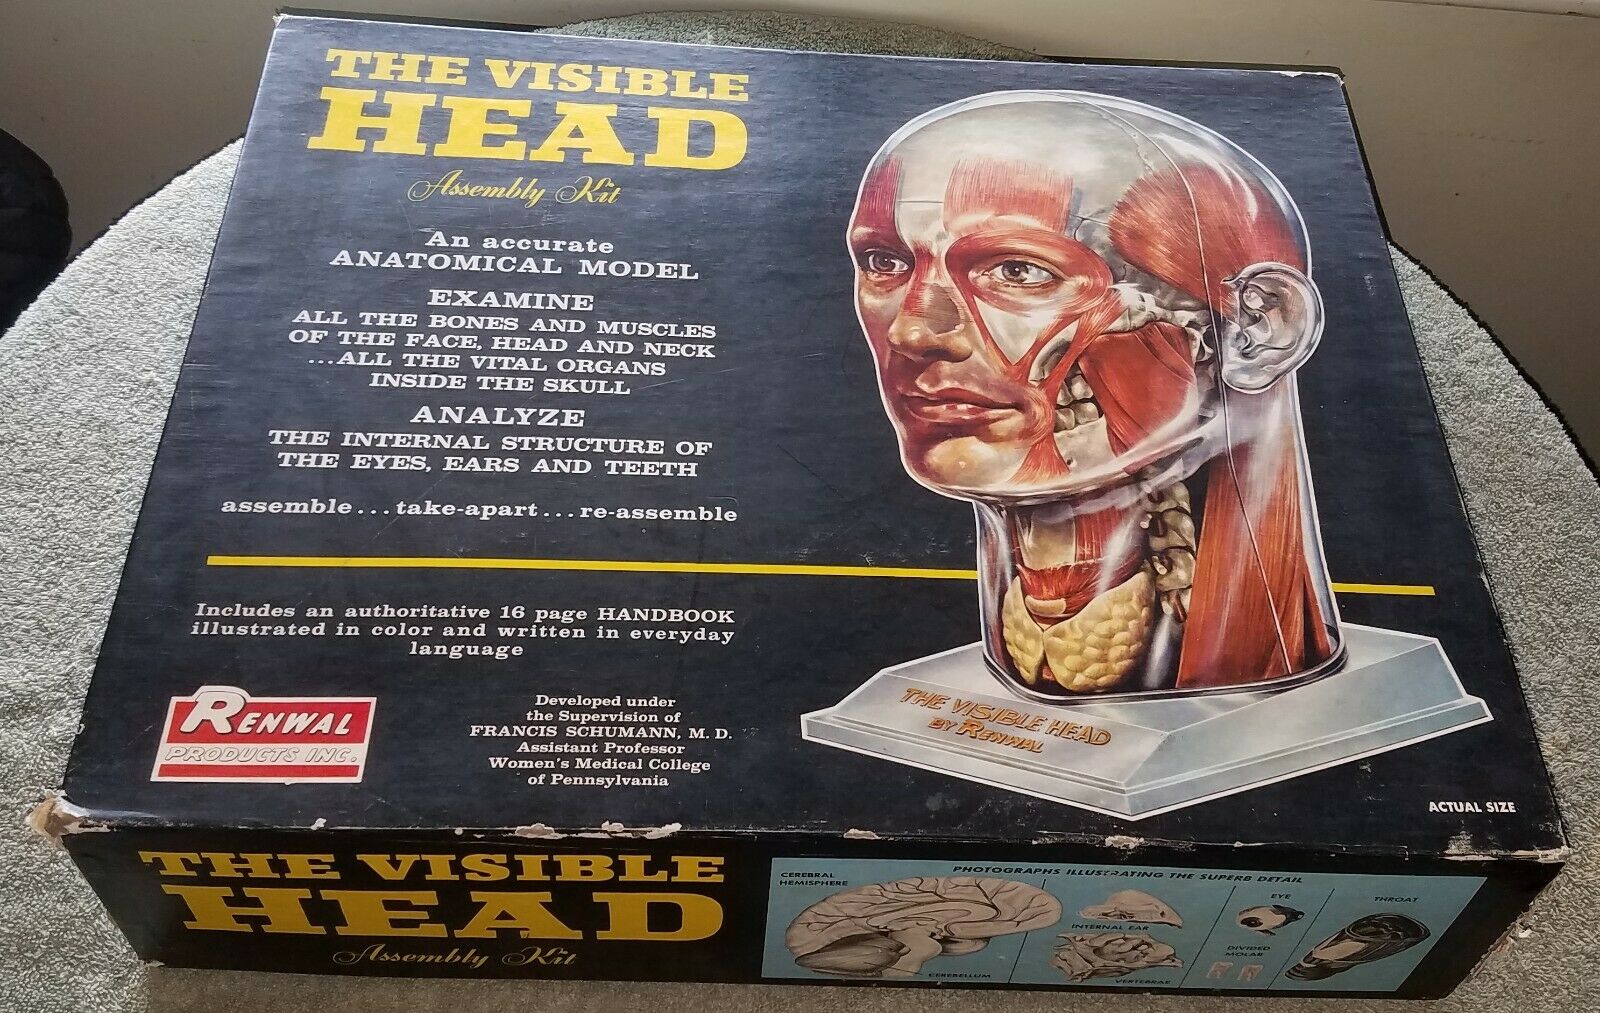 THE VISIBLE
HEAD
Assembly Kit
An accurate
ANATOMICAL MODEL
EXAMINE
ALL THE BONES AND MUSCLES
OF THE FACE, HEAD AND NECK
...ALL THE VITAL ORGANS
INSIDE THE SKULL
ANALYZE
THE INTERNAL STRUCTURE OF
THE EYES, EARS AND TEETH
assemble...take-apart...re-assemble
Includes an authoritative 16 page HANDBOOK
illustrated in color and written in everyday
language
RENWAL
PRODUCTS INC.
Developed under
the Supervision of
FRANCIS SCHUMANN, M. D.
Assistant Professor
Women's Medical College
of Pennsylvania
THE VISIBLE HEAD
BY RENWAL
ACTUAL SIZE
THE VISIBLE
HEAD
Assembly Kit
PHOTOGRAPHS ILLUSTRATING THE SUPERB DETAIL
CEREBRAL
HEMISPHERE
CEREBELLUM
INTERNAL EAR
VERTEBRAE
EYE
DIVIDED
MOLAR
THROAT